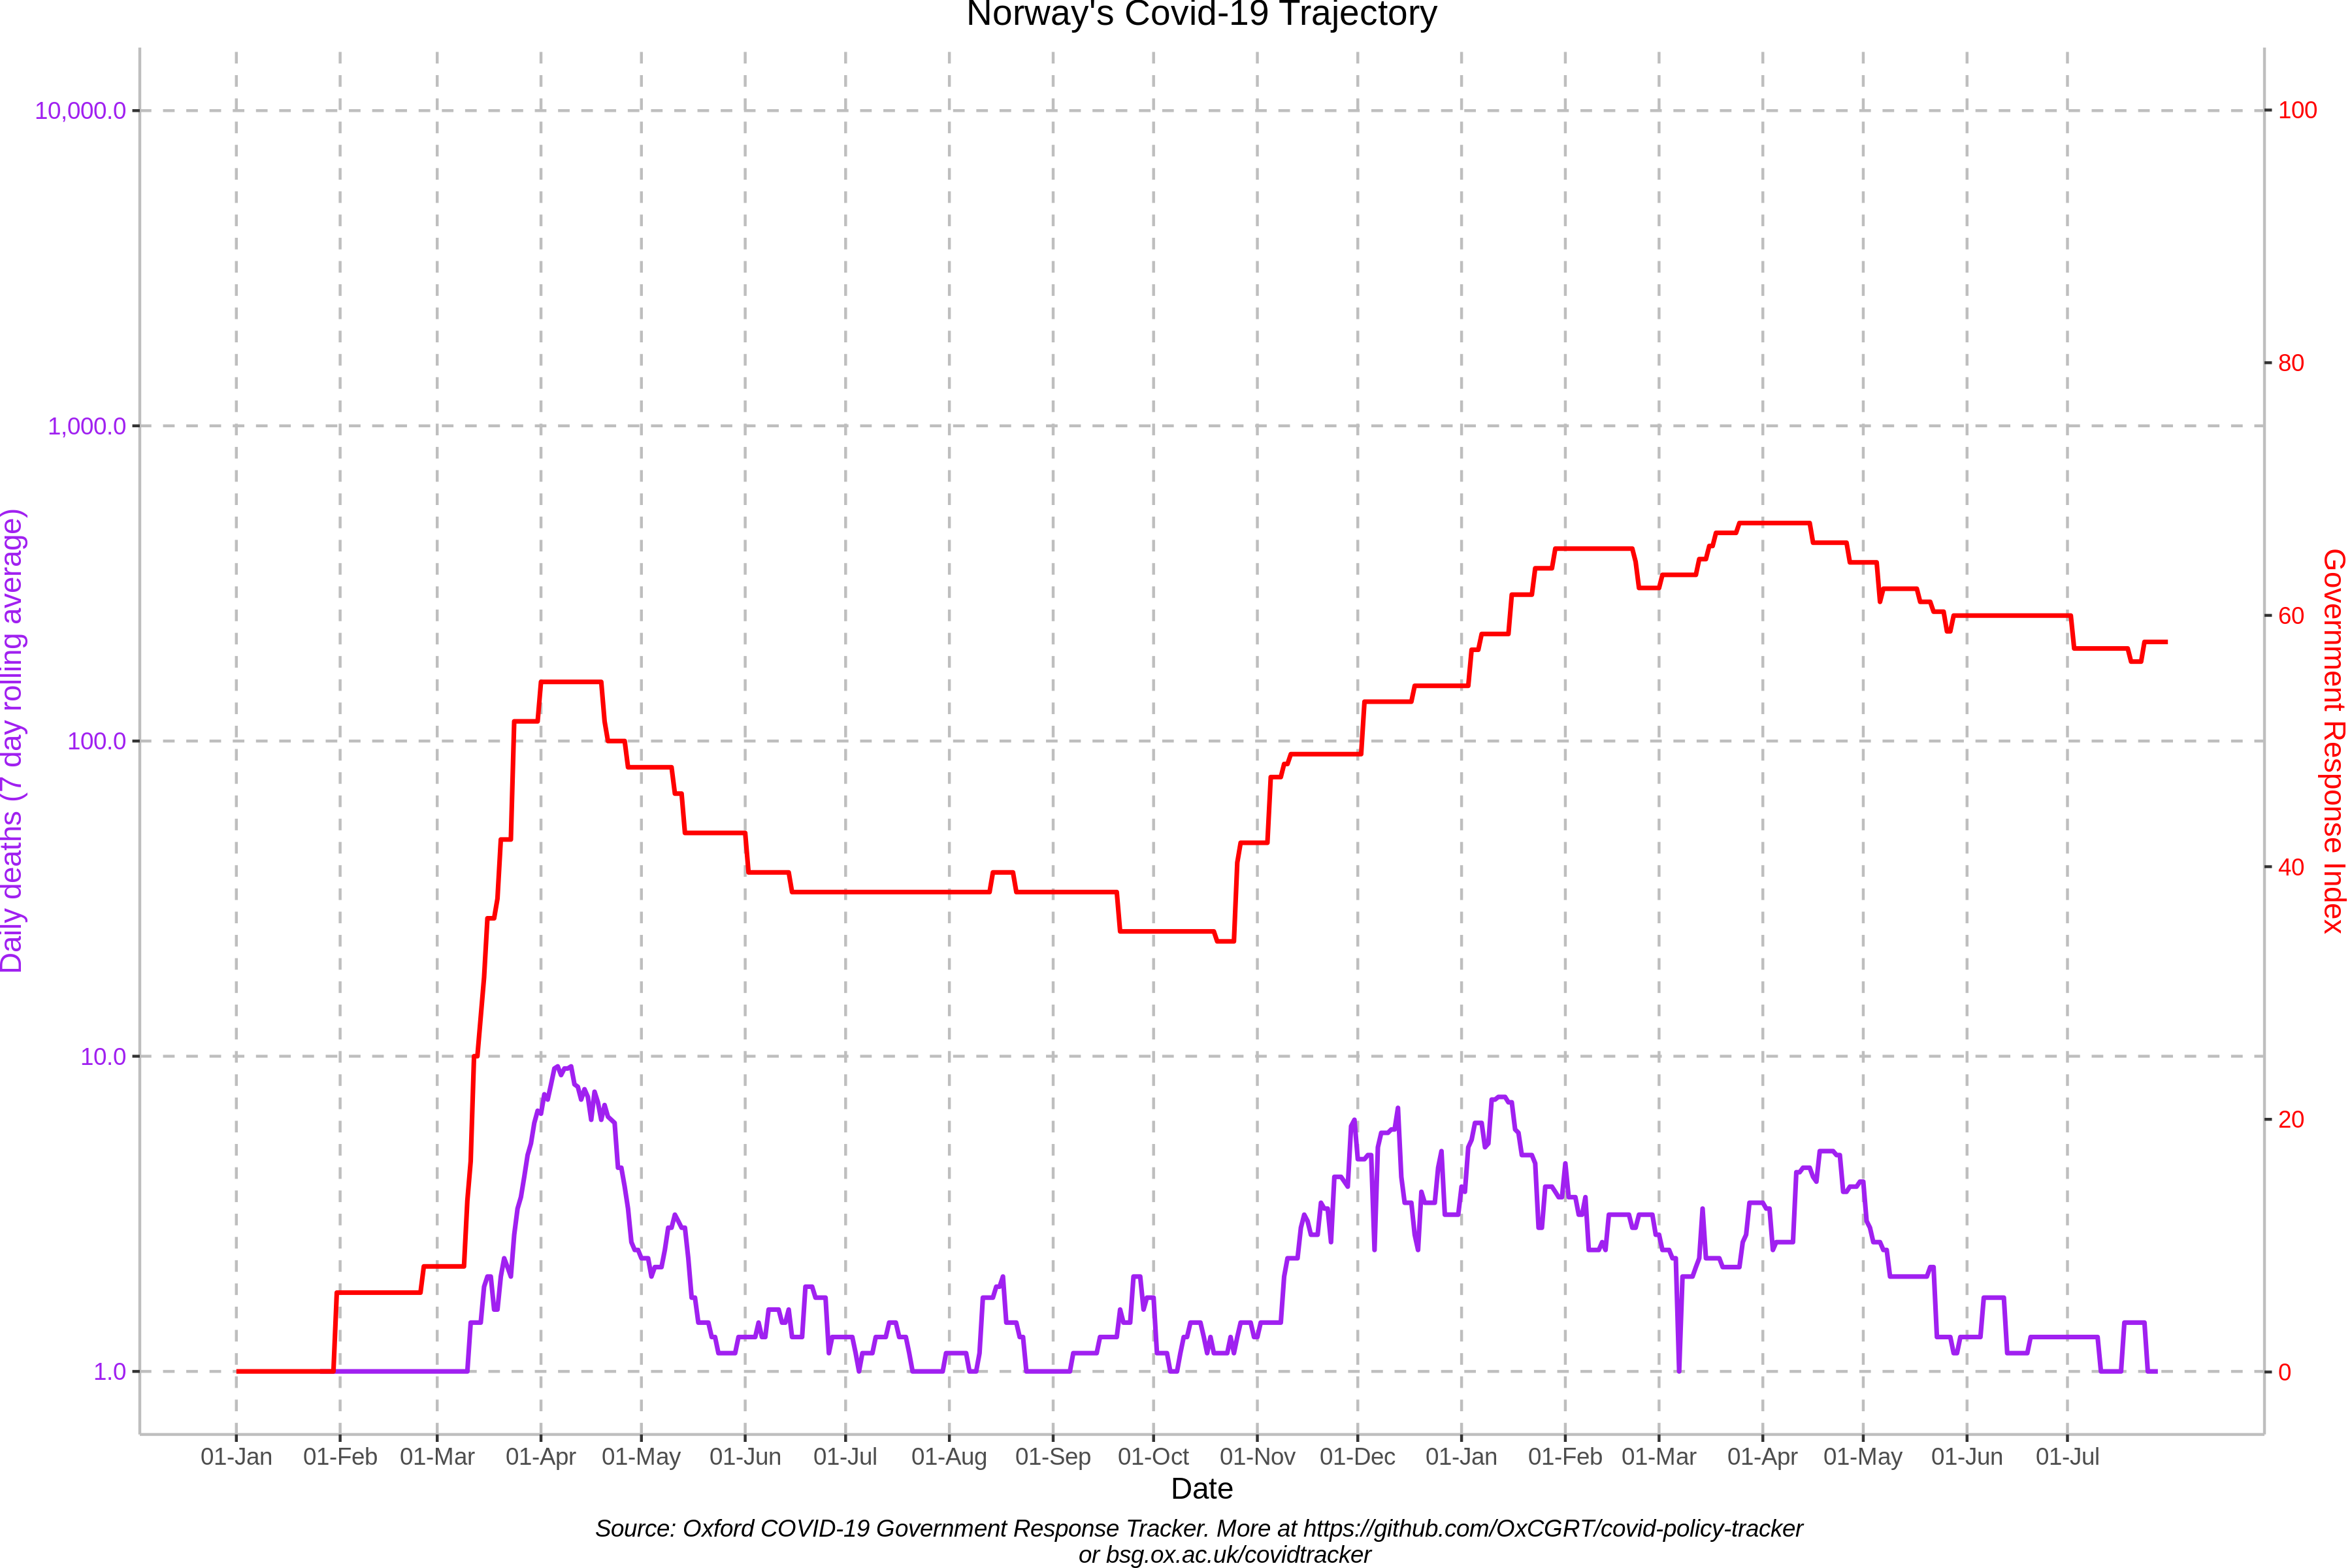 Norway's Covid-19 Trajectory
10,000.0
1,000.0
100.0
10.0
1.0
Daily deaths (7 day rolling average)
100
80
60
40
20
0
Government Response Index
01-Jan 01-Feb 01-Mar 01-Apr 01-May 01-Jun 01-Jul 01-Aug 01-Sep 01-Oct 01-Nov 01-Dec 01-Jan 01-Feb 01-Mar 01-Apr 01-May 01-Jun 01-Jul
Date
Source: Oxford COVID-19 Government Response Tracker. More at https://github.com/OxCGRT/covid-policy-tracker
or bsg.ox.ac.uk/covidtracker